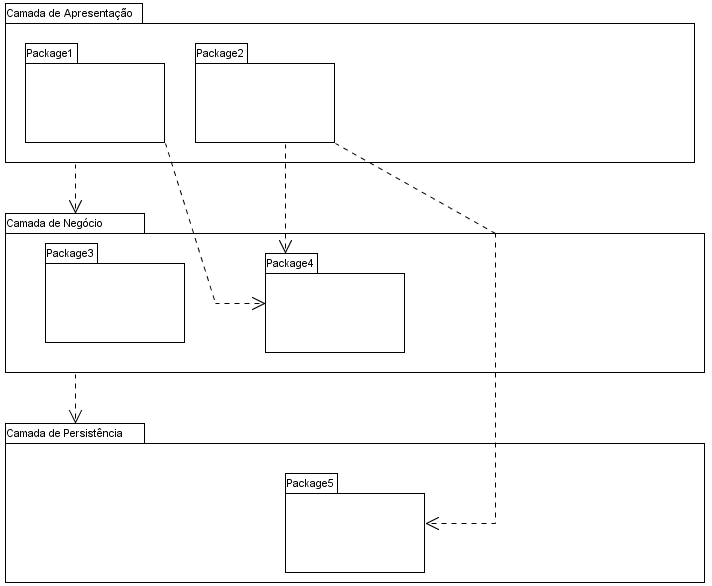 Camada de Apresentação
Package1
Package2
Camada de Negócio
Package3
Package4
Camada de Persistência
Package5